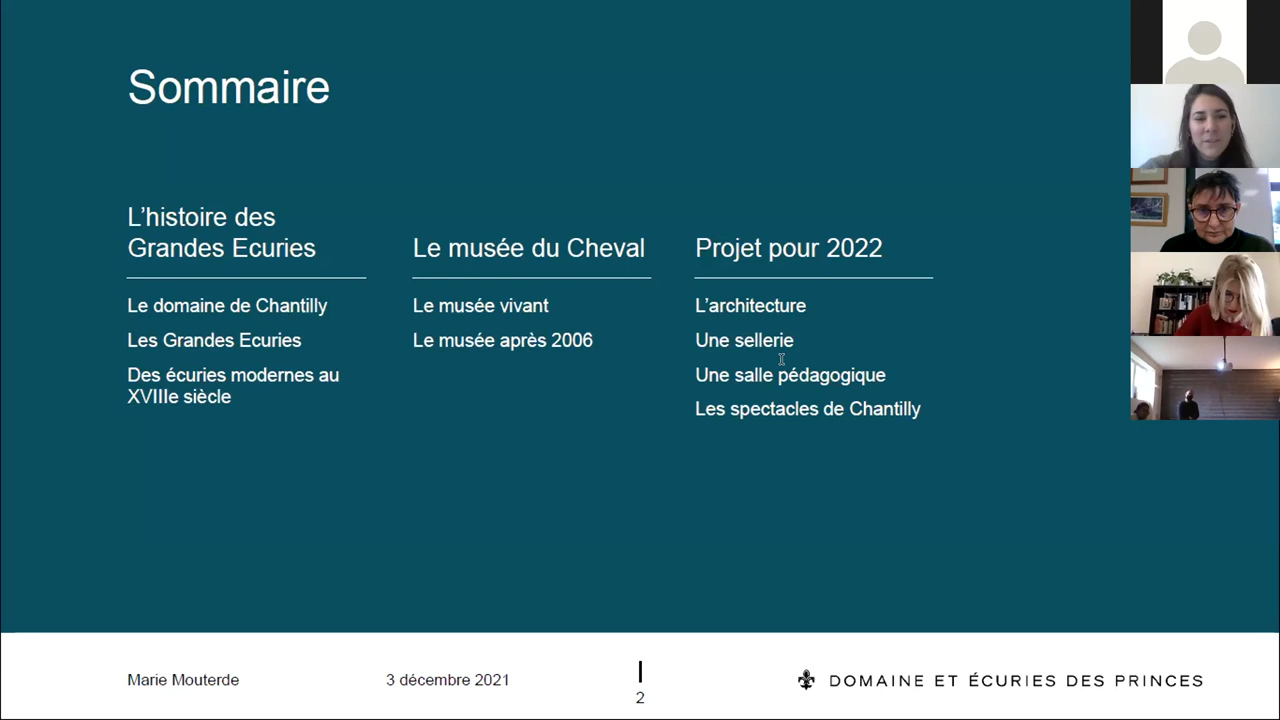 Sommaire
L’histoire des
Grandes Ecuries
Le domaine de Chantilly
Les Grandes Ecuries
Des écuries modernes au
XVIIIe siècle
Le musée du Cheval
Le musée vivant
Le musée après 2006
Projet pour 2022
L’architecture
Une sellerie
Une salle pédagogique
Les spectacles de Chantilly
Marie Mouterde
3 décembre 2021
2
DOMAINE ET ÉCURIES DES PRINCES